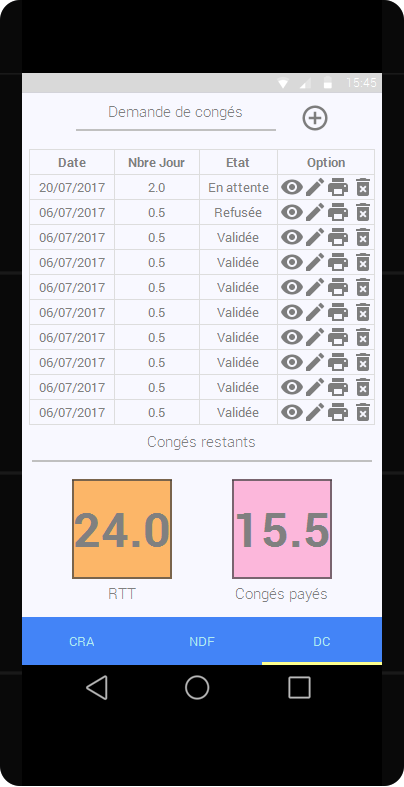 15:45
Demande de congés
Date Nbre Jour Etat Option
20/07/2017 2.0 En attente
06/07/2017 0.5 Refusée
06/07/2017 0.5 Validée
06/07/2017 0.5 Validée
06/07/2017 0.5 Validée
06/07/2017 0.5 Validée
06/07/2017 0.5 Validée
06/07/2017 0.5 Validée
06/07/2017 0.5 Validée
06/07/2017 0.5 Validée
Congés restants
24.0 15.5
RTT Congés payés
CRA NDF DC